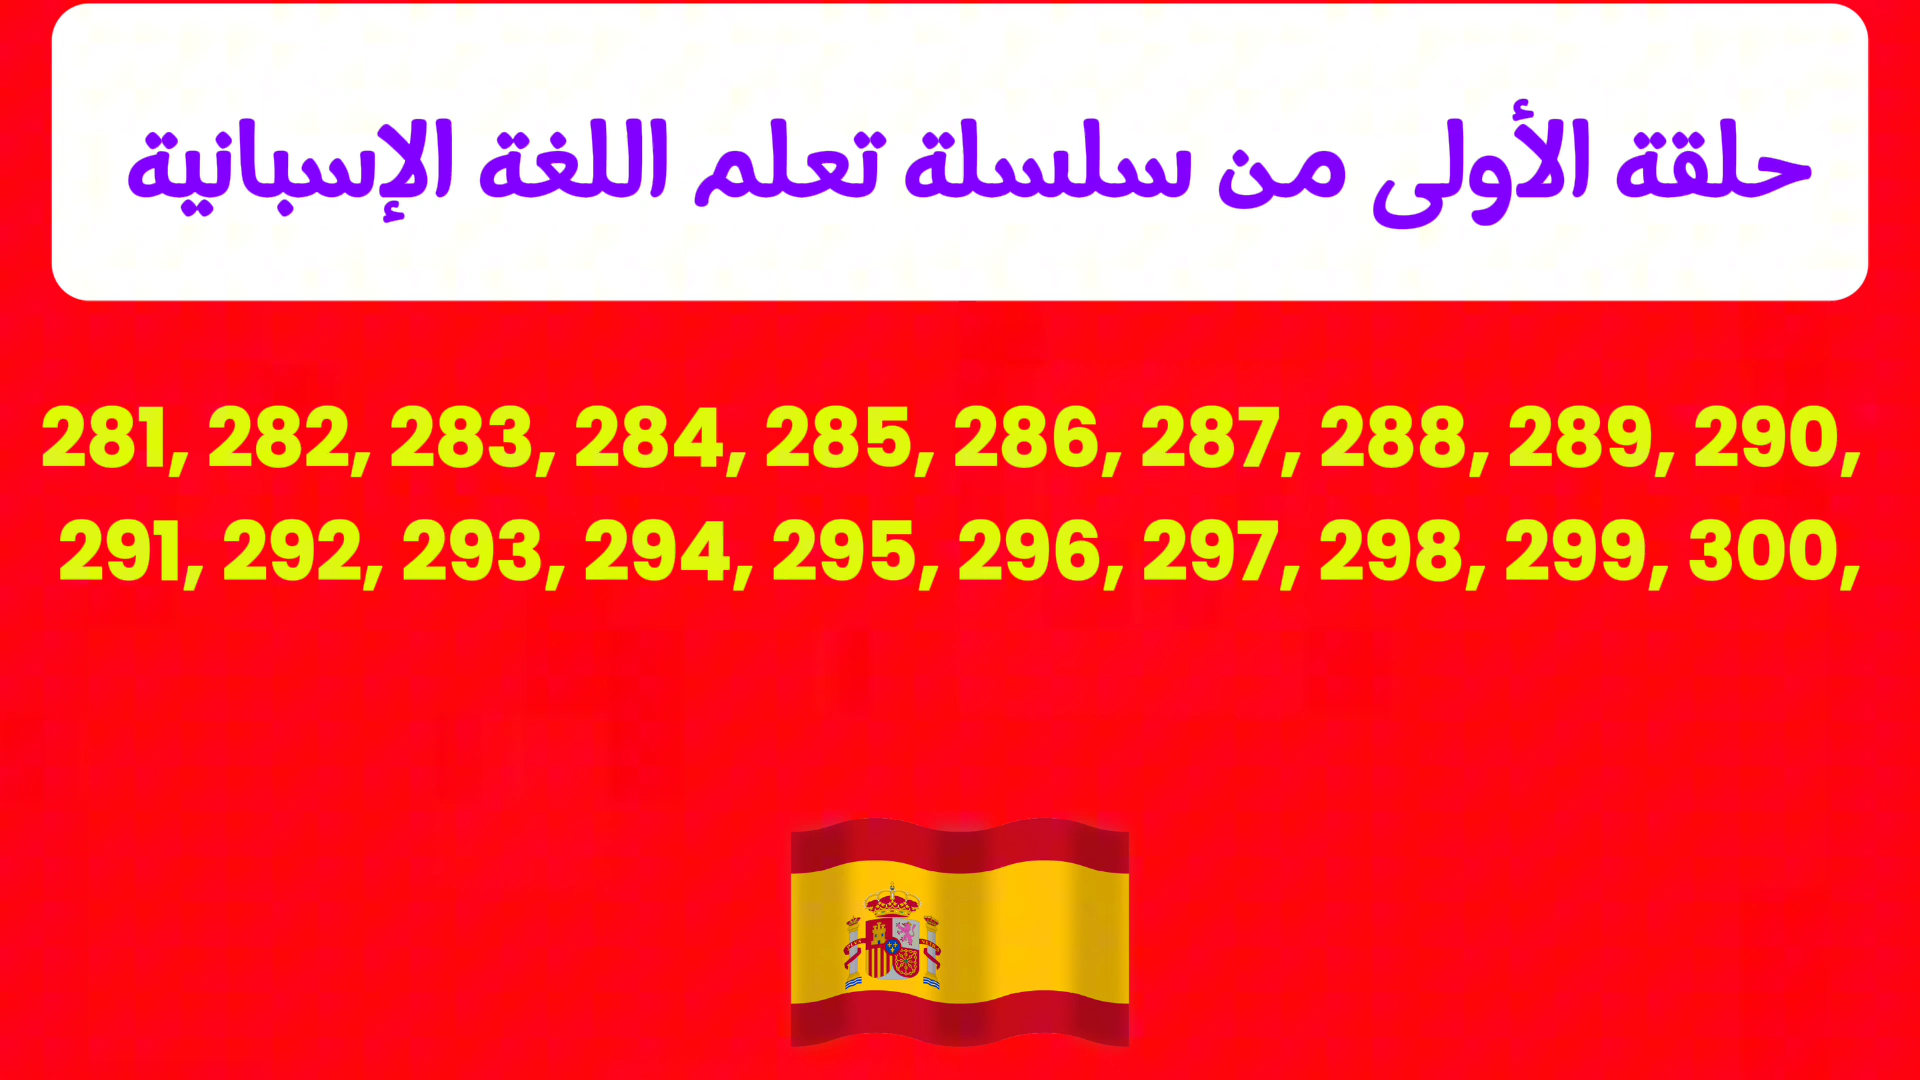 حلقة الأولى من سلسلة تعلم اللغة الإسبانية
281, 282, 283, 284, 285, 286, 287, 288, 289, 290,
291, 292, 293, 294, 295, 296, 297, 298, 299, 300,